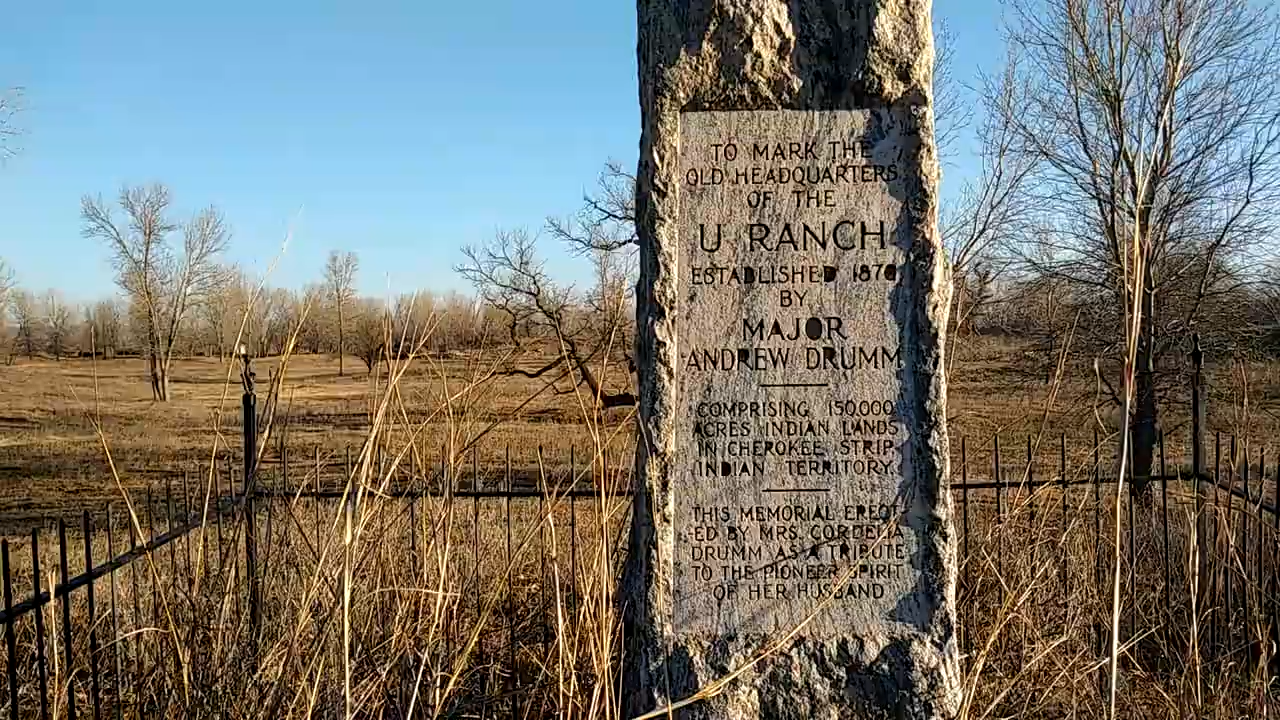 TO MARK THE
OLD HEADQUARTERS
OF THE
U RANCH
ESTABLISHED 1870
BY
MAJOR
ANDREW DRUMM
COMPRISING 150,000
ACRES INDIAN LANDS
IN CHEROKEE STRIP
INDIAN TERRITORY.
THIS MEMORIAL ERECT-
ED BY MRS. CORDELIA
DRUMM AS A TRIBUTE
TO THE PIONEER SPIRIT
OF HER HUSBAND